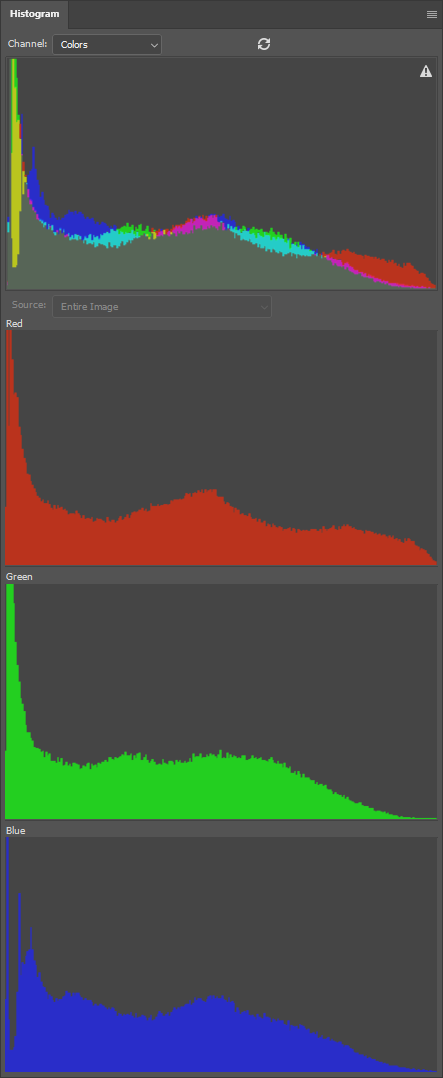 Histogram
Channel: Colors
Source: Entire Image
Red
Green
Blue